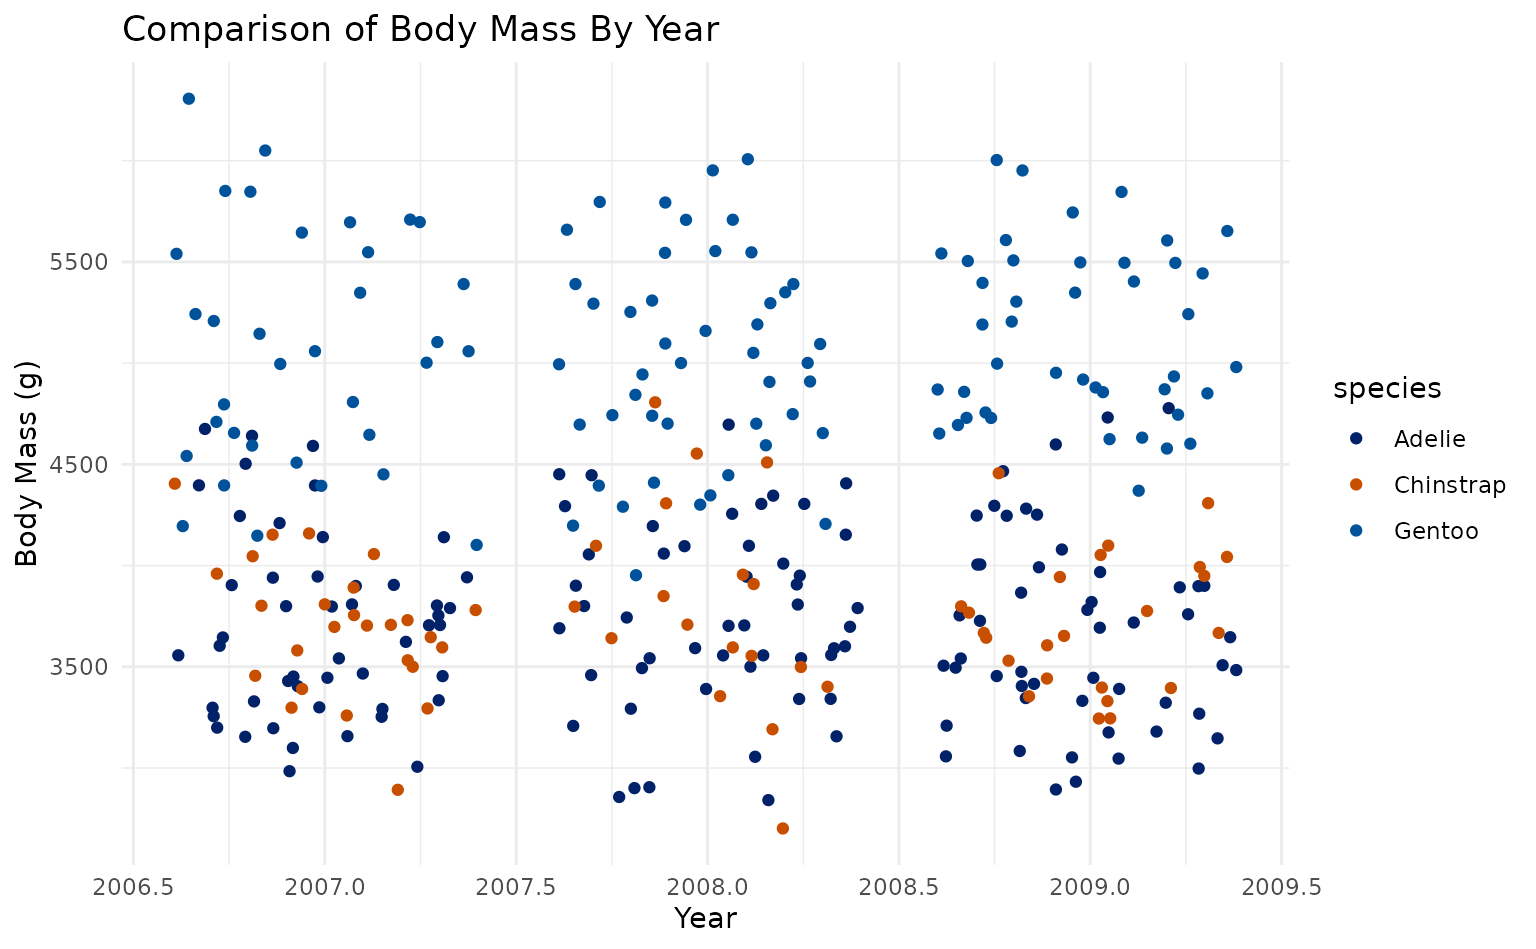 Comparison of Body Mass By Year
Body Mass (g)
5500
4500
3500
2006.5 2007.0 2007.5 2008.0 2008.5 2009.0 2009.5
Year
species
Adelie
Chinstrap
Gentoo